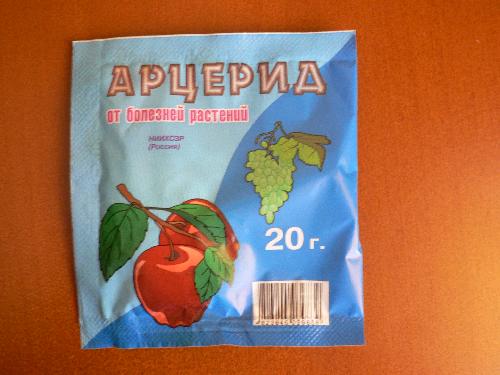 АРЦЕРИД
от болезней растений
НИИХСЗР
(Россия)
20 г.